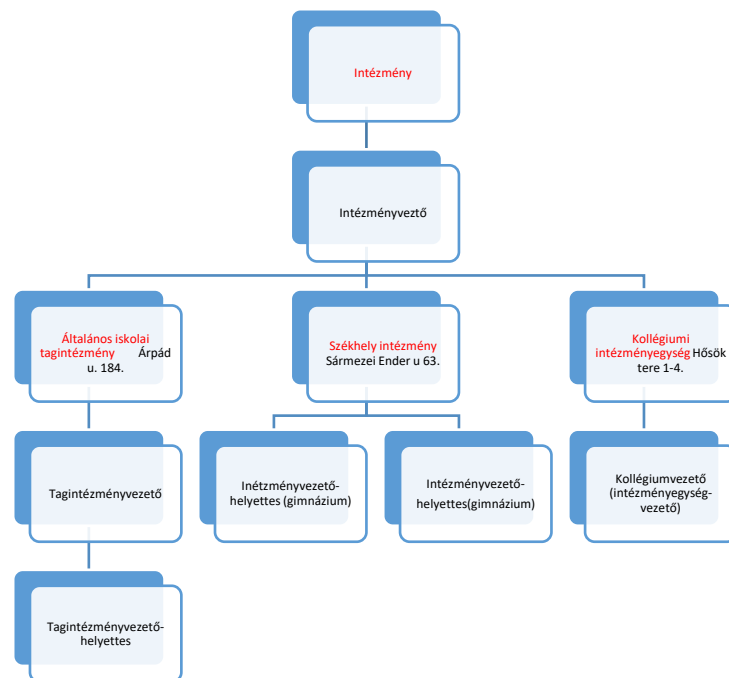 Intézmény
Intézményveztő
Általános iskolai
tagintézmény Árpád
u. 184.
Székhely intézmény
Sármezei Ender u 63.
Kollégiumi
intézményegység Hősök
tere 1-4.
Tagintézményvezető
Inétzményvezető-
helyettes (gimnázium)
Intézményvezető-
helyettes(gimnázium)
Kollégiumvezető
(intézményegység-
vezető)
Tagintézményvezető-
helyettes